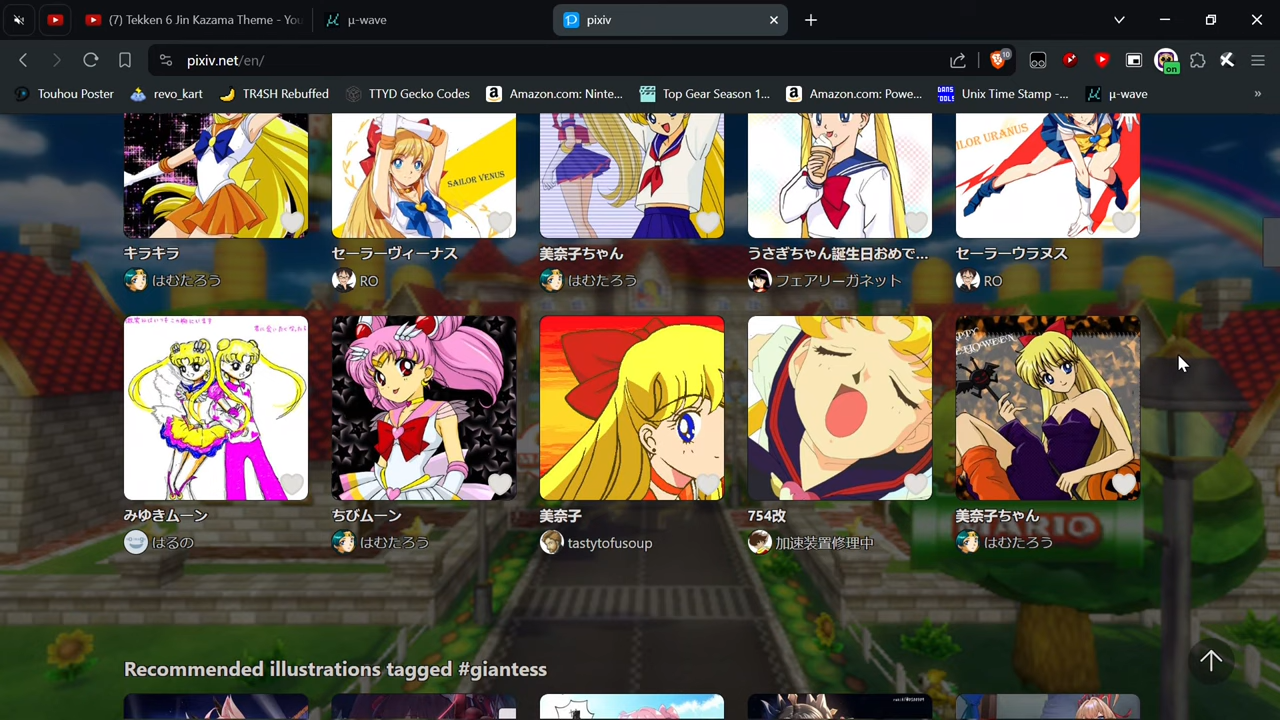 (7) Tekken 6 Jin Kazama Theme - You
μ-wave
pixiv
pixiv.net/en/
10
on
Touhou Poster
revo_kart
TR4SH Rebuffed
TTYD Gecko Codes
Amazon.com: Ninte...
Top Gear Season 1...
Amazon.com: Powe...
Unix Time Stamp -...
μ-wave
SAILOR VENUS
SAILOR URANUS
キラキラ
セーラーヴィーナス
美奈子ちゃん
うさぎちゃん誕生日おめで...
セーラーウラヌス
はむたろう
RO
はむたろう
フェアリーガネット
RO
みゆきムーン
ちびムーン
美奈子
754改
美奈子ちゃん
はるの
はむたろう
tastytofusoup
加速装置修理中
はむたろう
MARIO
Recommended illustrations tagged #giantess